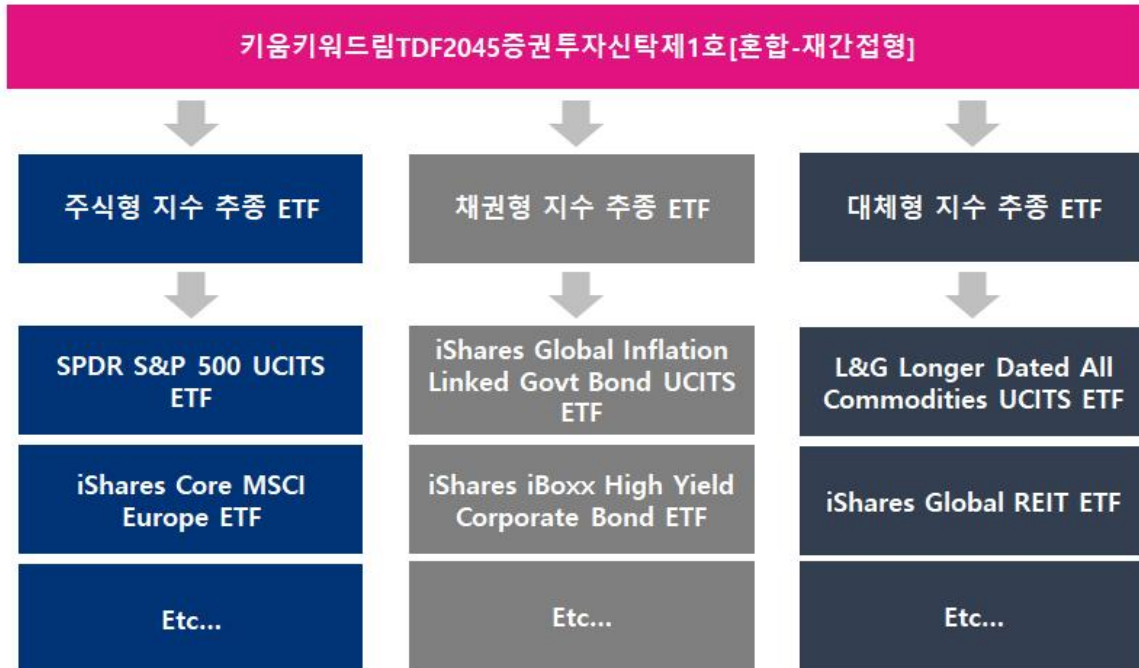 키움키워드림TDF2045증권투자신탁제1호[혼합-재간접형]
주식형 지수 추종 ETF
채권형 지수 추종 ETF
대체형 지수 추종 ETF
SPDR S&P 500 UCITS
ETF
iShares Global Inflation
Linked Govt Bond UCITS
ETF
L&G Longer Dated All
Commodities UCITS ETF
iShares Core MSCI
Europe ETF
iShares iBoxx High Yield
Corporate Bond ETF
iShares Global REIT ETF
Etc...
Etc...
Etc...